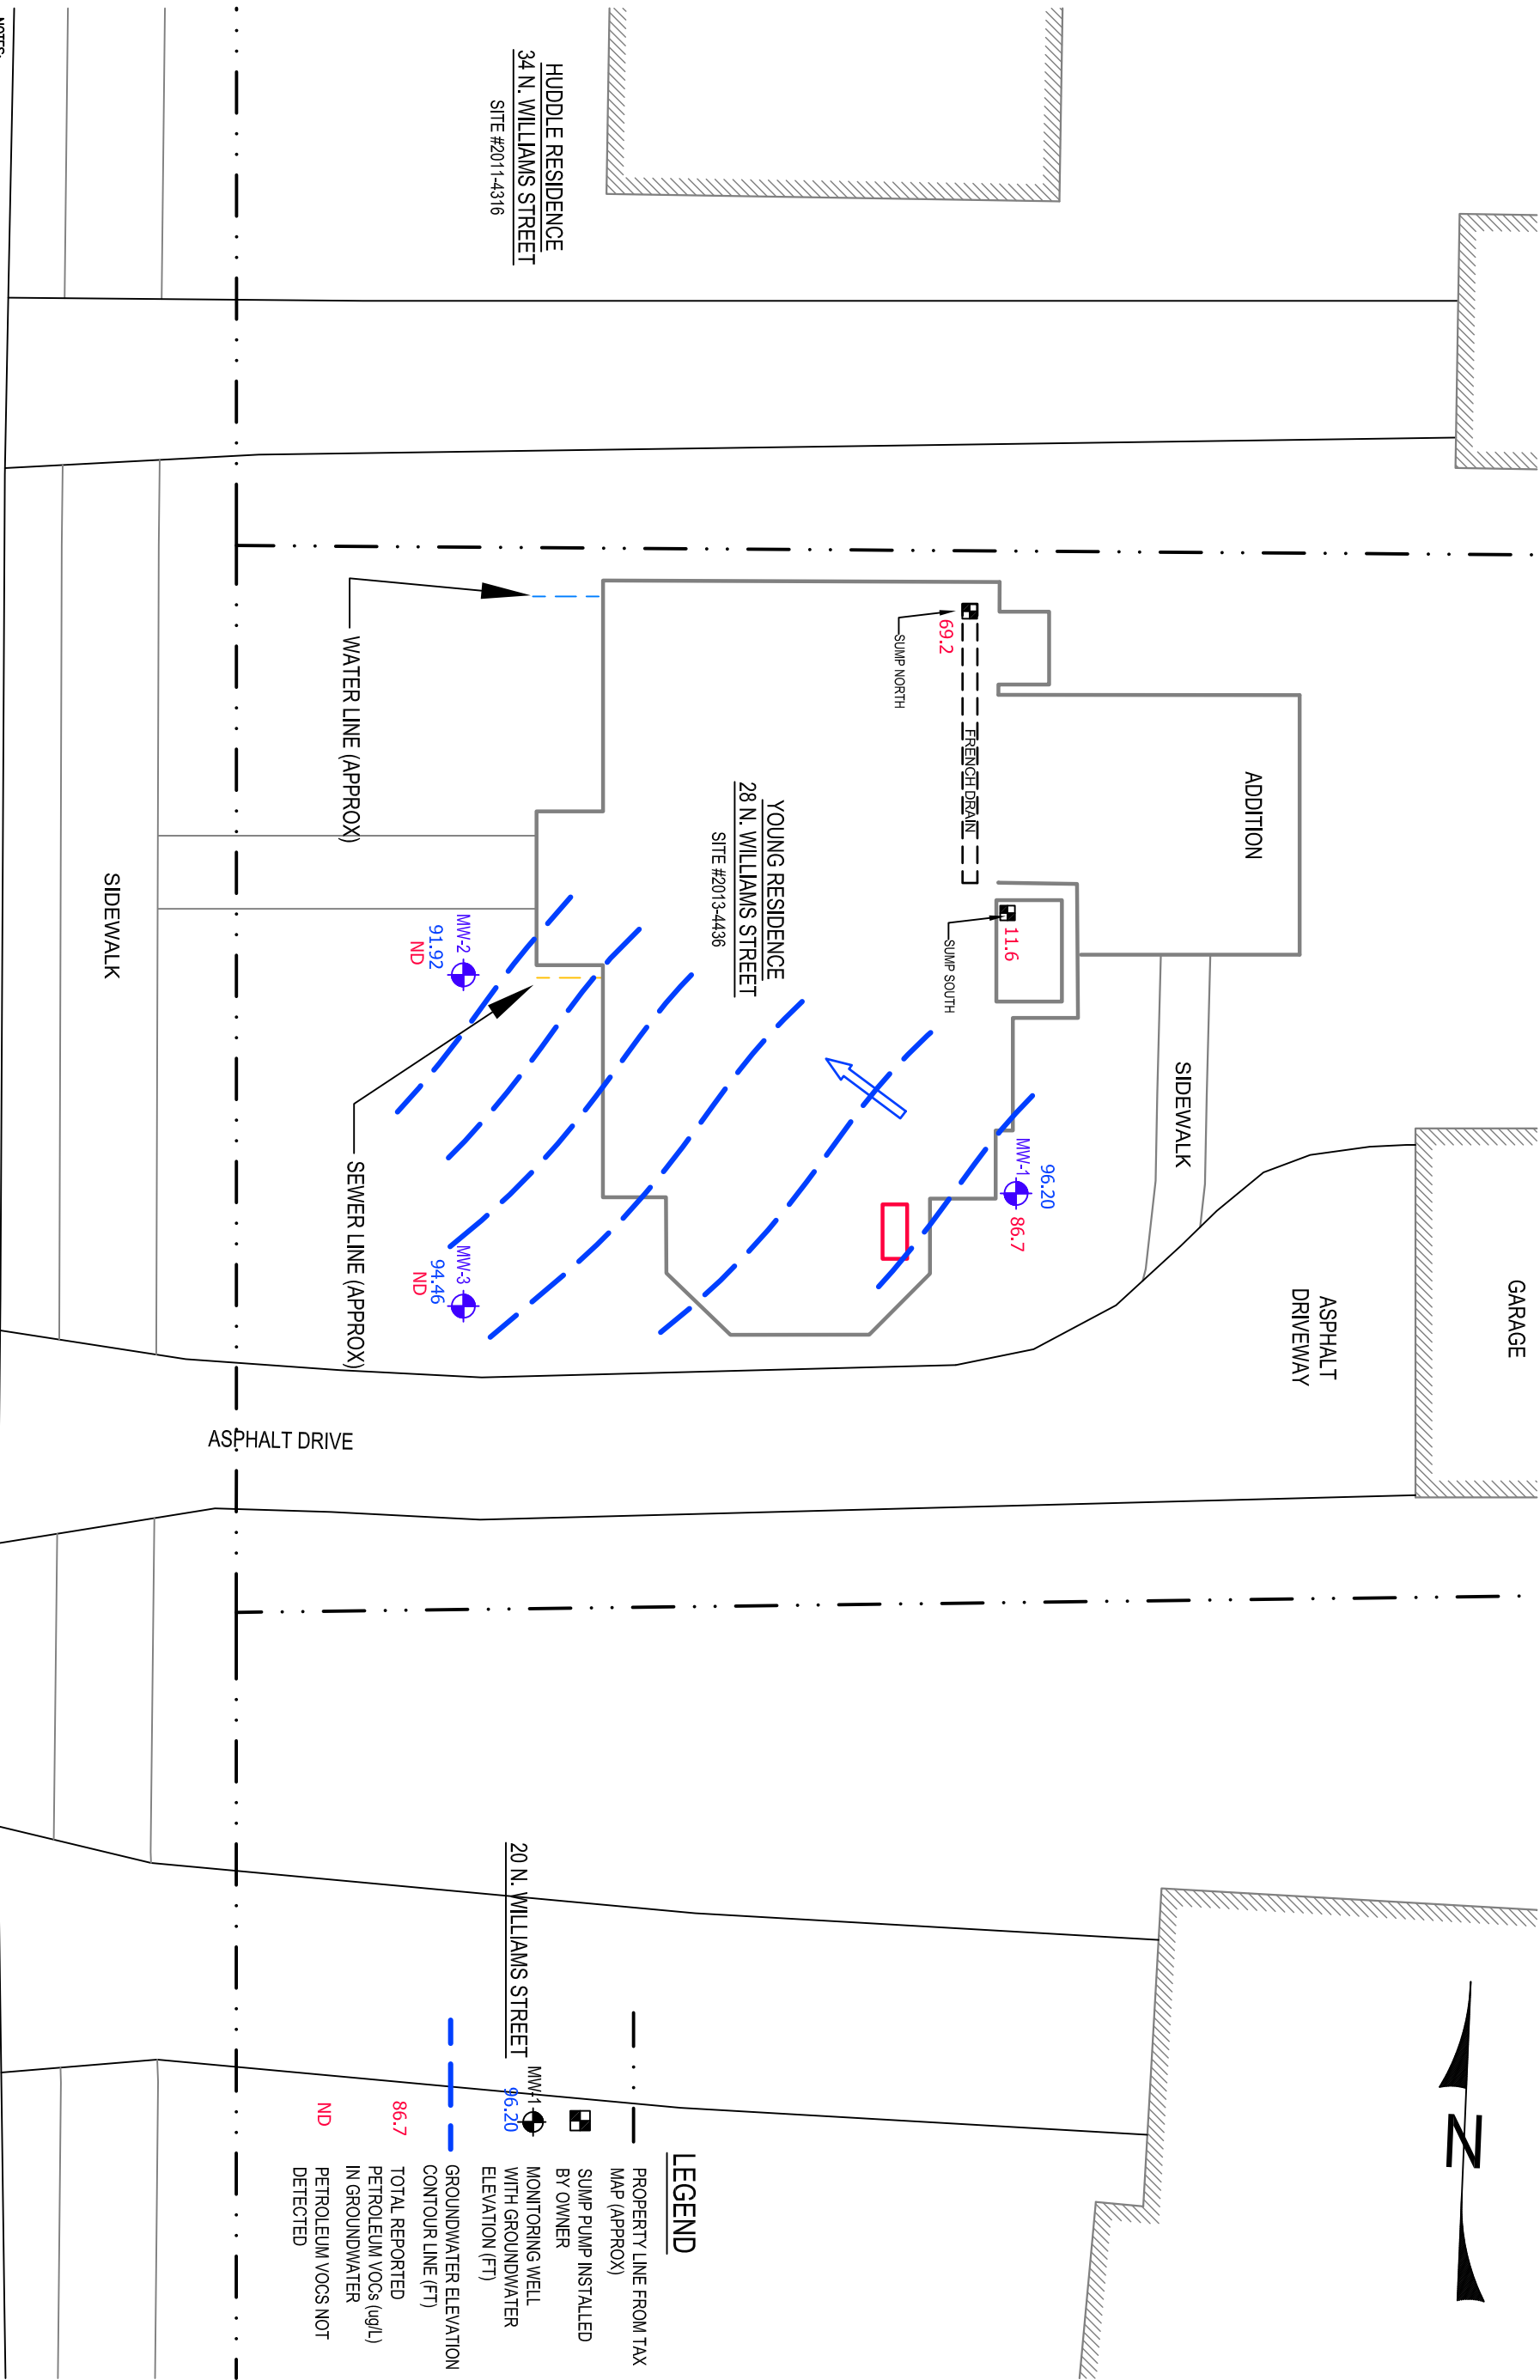 NOTES:
HUDDLE RESIDENCE
34 N. WILLIAMS STREET
SITE #2011-4316
GARAGE
ASPHALT
DRIVEWAY
ADDITION
SIDEWALK
FRENCH DRAIN
69.2
SUMP NORTH
11.6
SUMP SOUTH
96.20
MW-1
86.7
YOUNG RESIDENCE
28 N. WILLIAMS STREET
SITE #2013-4436
MW-2
91.92
ND
MW-3
94.46
ND
WATER LINE (APPROX)
SEWER LINE (APPROX)
SIDEWALK
ASPHALT DRIVE
20 N. WILLIAMS STREET
N
LEGEND
PROPERTY LINE FROM TAX
MAP (APPROX)
SUMP PUMP INSTALLED
BY OWNER
MW-1
96.20
MONITORING WELL
WITH GROUNDWATER
ELEVATION (FT)
GROUNDWATER ELEVATION
CONTOUR LINE (FT)
86.7
TOTAL REPORTED
PETROLEUM VOCs (ug/L)
IN GROUNDWATER
ND
PETROLEUM VOCS NOT
DETECTED